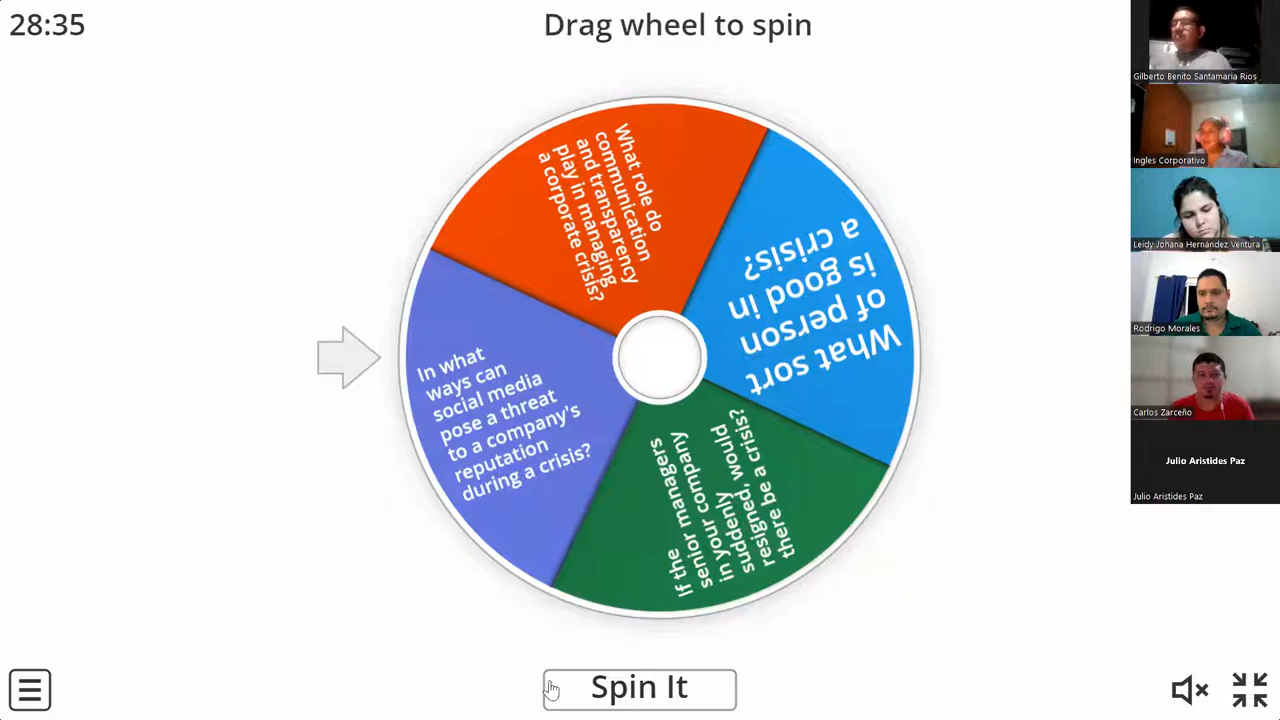 28:35
Drag wheel to spin
What role do
communication
and transparency
play in managing
a corporate crisis?
What sort
of person
is good in
a crisis?
In what
ways can
social media
pose a threat
to a company's
reputation
during a crisis?
If the
senior managers
in your company
suddenly
resigned, would
there be a crisis?
Spin It
Gilberto Benito Santamaria Rios
Ingles Corporativo
Leidy Johana Hernández Ventura
Rodrigo Morales
Carlos Zarceño
Julio Aristides Paz
Julio Aristides Paz